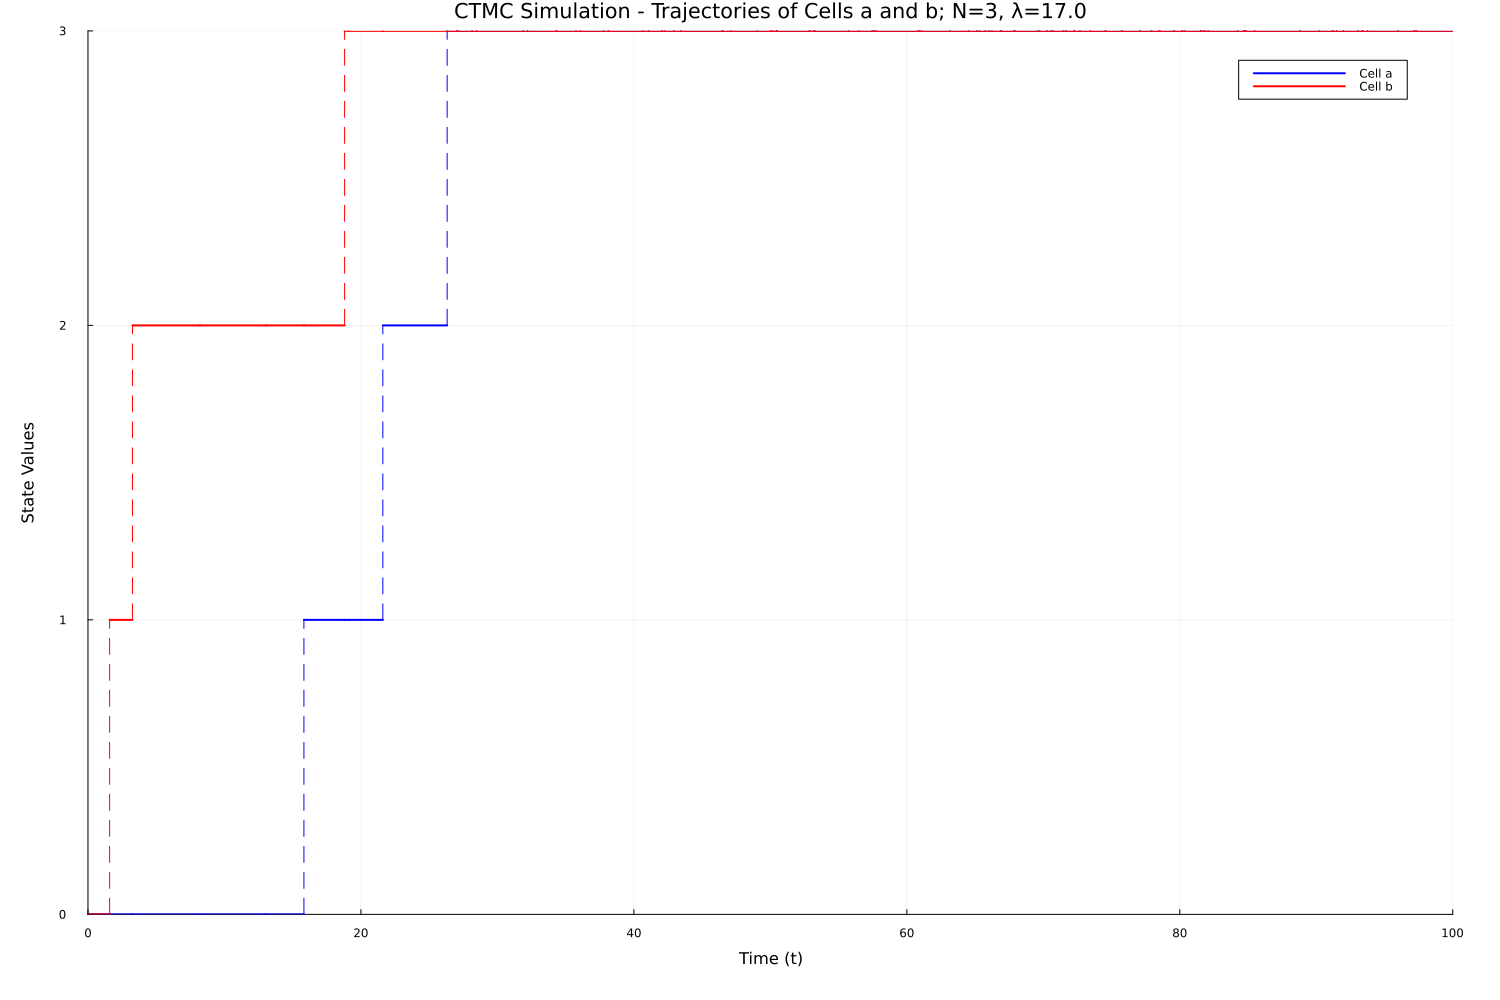 CTMC Simulation - Trajectories of Cells a and b; N=3, λ=17.0
3
Cell a
Cell b
2
State Values
1
0
0 20 40 60 80 100
Time (t)